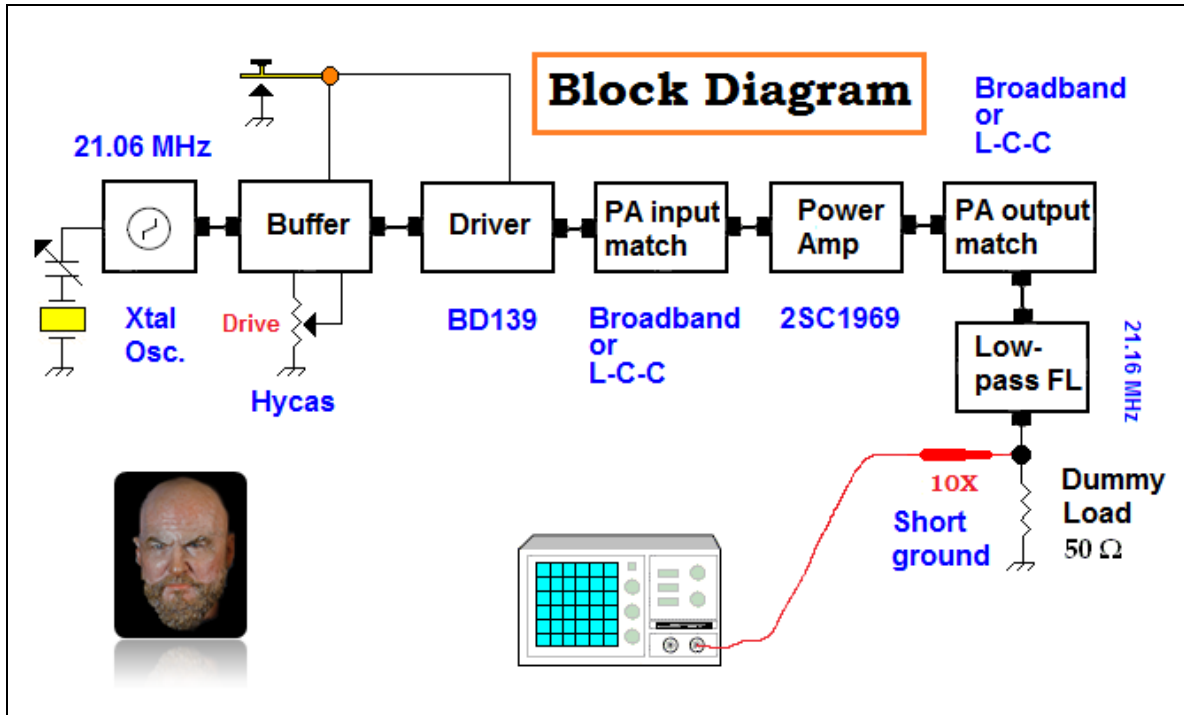 Block Diagram
Broadband
or
L-C-C
21.06 MHz
Buffer
Driver
PA input
match
Power
Amp
PA output
match
Xtal
Osc.
Drive
Hycas
BD139
Broadband
or
L-C-C
2SC1969
Low-
pass FL
21.16 MHz
10X
Short
ground
Dummy
Load
50 Ω